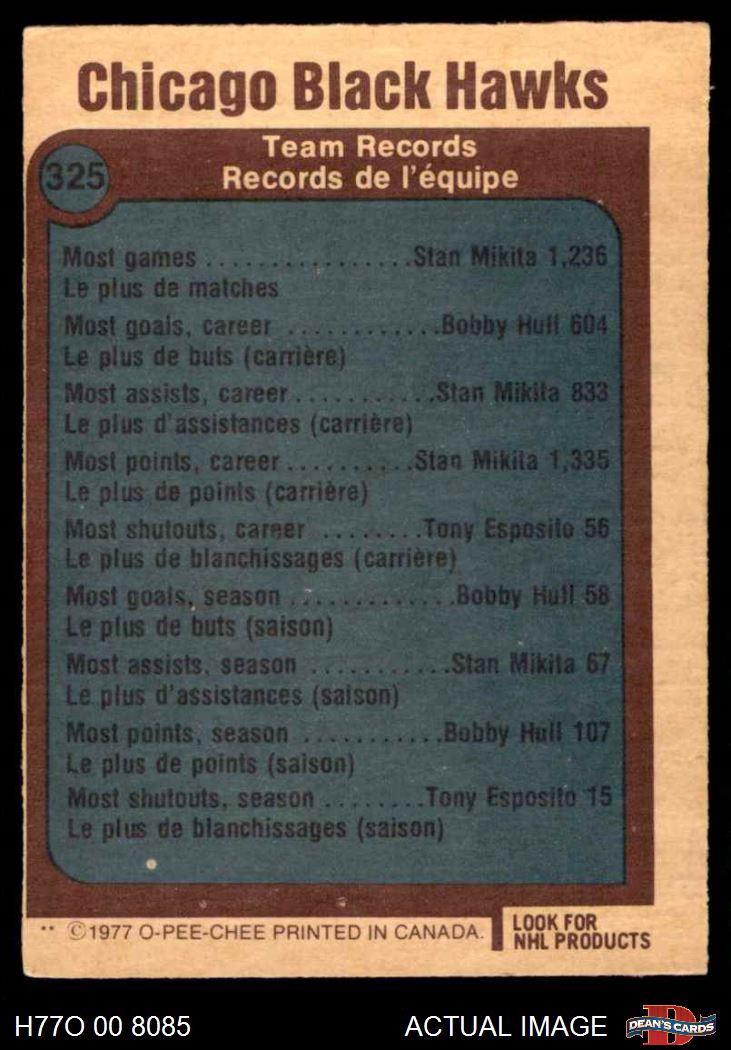 Chicago Black Hawks
325
Team Records
Records de l'équipe
Most games ................Stan Mikita 1,236
Le plus de matches
Most goals, career ............Bobby Hull 604
Le plus de buts (carrière)
Most assists, career...........Stan Mikita 833
Le plus d'assistances (carrière)
Most points, career..........Stan Mikita 1,335
Le plus de points (carrière)
Most shutouts, career ........Tony Esposito 56
Le plus de blanchissages (carrière)
Most goals, season .............Bobby Hull 58
Le plus de buts (saison)
Most assists, season ...........Stan Mikita 67
Le plus d'assistances (saison)
Most points, season ...........Bobby Hull 107
Le plus de points (saison)
Most shutouts, season ........Tony Esposito 15
Le plus de blanchissages (saison)
** ©1977 O-PEE-CHEE PRINTED IN CANADA.
LOOK FOR
NHL PRODUCTS
H77O 00 8085
ACTUAL IMAGE
D
DEAN'S CARDS